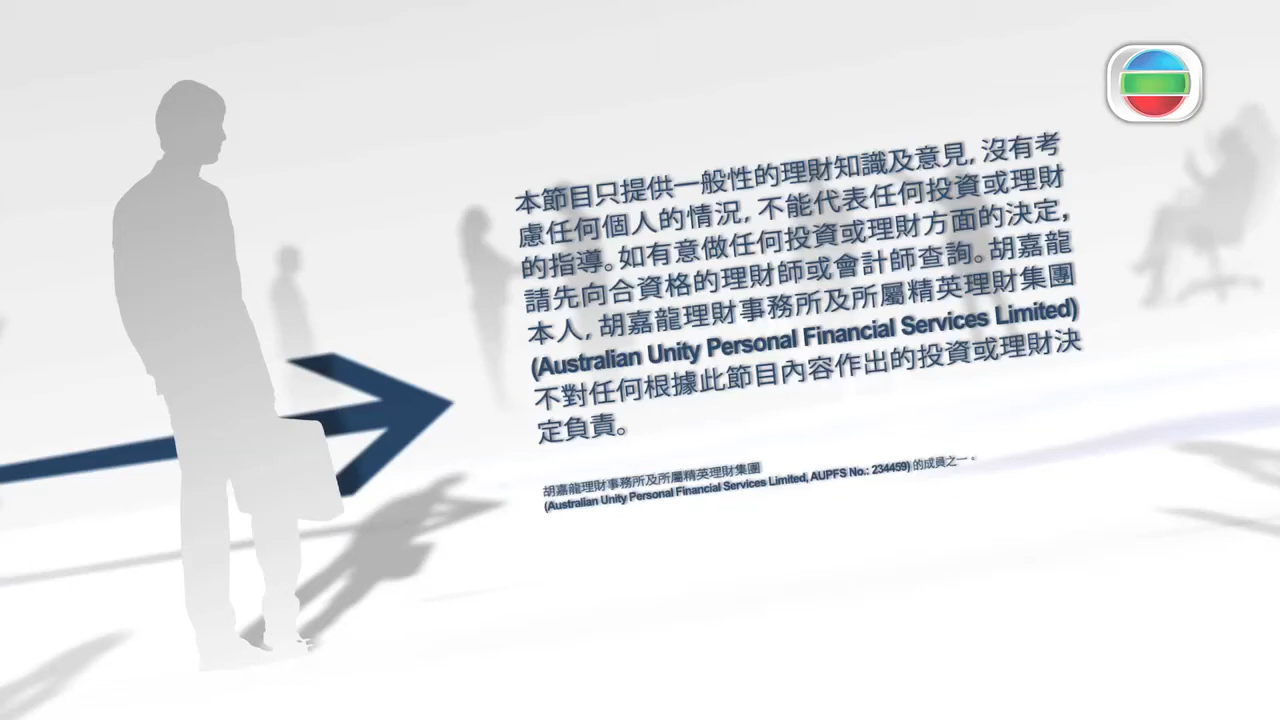 本節目只提供一般性的理財知識及意見，沒有考
慮任何個人的情況，不能代表任何投資或理財
的指導。如有意做任何投資或理財方面的決定，
請先向合資格的理財師或會計師查詢。胡嘉龍
本人，胡嘉龍理財事務所及所屬精英理財集團
(Australian Unity Personal Financial Services Limited)
不對任何根據此節目內容作出的投資或理財決
定負責。
胡嘉龍理財事務所及所屬精英理財集團
(Australian Unity Personal Financial Services Limited, AUPFS No.: 234459) 的成員之一。